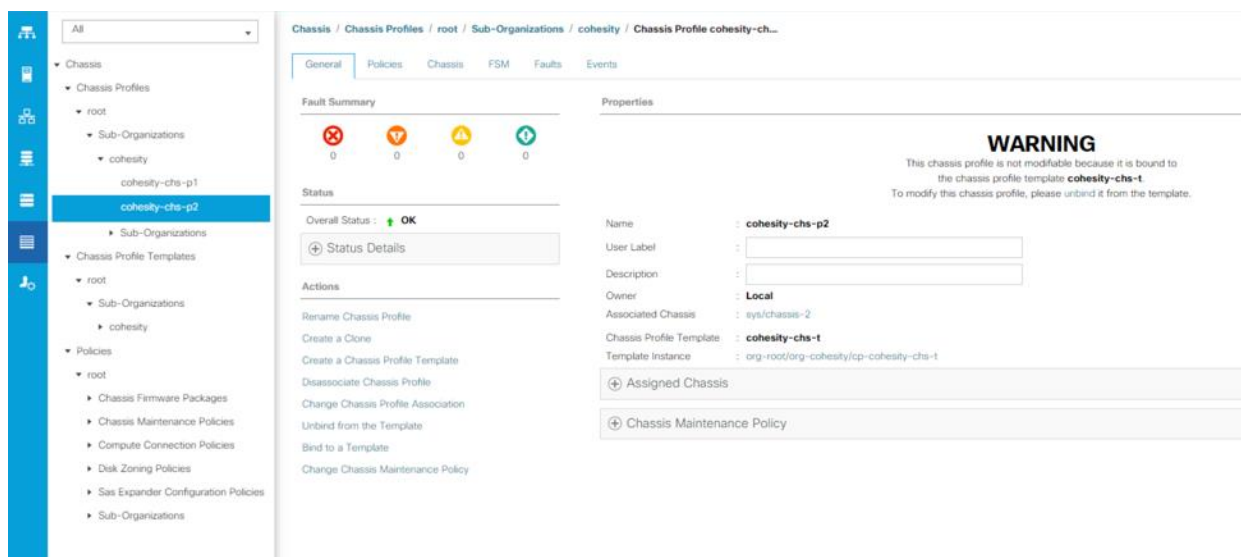 All
Chassis
Chassis Profiles
root
Sub-Organizations
cohesity
cohesity-chs-p1
cohesity-chs-p2
Sub-Organizations
Chassis Profile Templates
root
Sub-Organizations
cohesity
Policies
root
Chassis Firmware Packages
Chassis Maintenance Policies
Compute Connection Policies
Disk Zoning Policies
Sas Expander Configuration Policies
Sub-Organizations
Chassis / Chassis Profiles / root / Sub-Organizations / cohesity / Chassis Profile cohesity-ch...
General Policies Chassis FSM Faults Events
Fault Summary
0 0 0 0
Status
Overall Status : OK
Status Details
Actions
Rename Chassis Profile
Create a Clone
Create a Chassis Profile Template
Disassociate Chassis Profile
Change Chassis Profile Association
Unbind from the Template
Bind to a Template
Change Chassis Maintenance Policy
Properties
WARNING
This chassis profile is not modifiable because it is bound to
the chassis profile template cohesity-chs-t.
To modify this chassis profile, please unbind it from the template.
Name : cohesity-chs-p2
User Label :
Description :
Owner : Local
Associated Chassis : sys/chassis-2
Chassis Profile Template : cohesity-chs-t
Template Instance : org-root/org-cohesity/cp-cohesity-chs-t
Assigned Chassis
Chassis Maintenance Policy